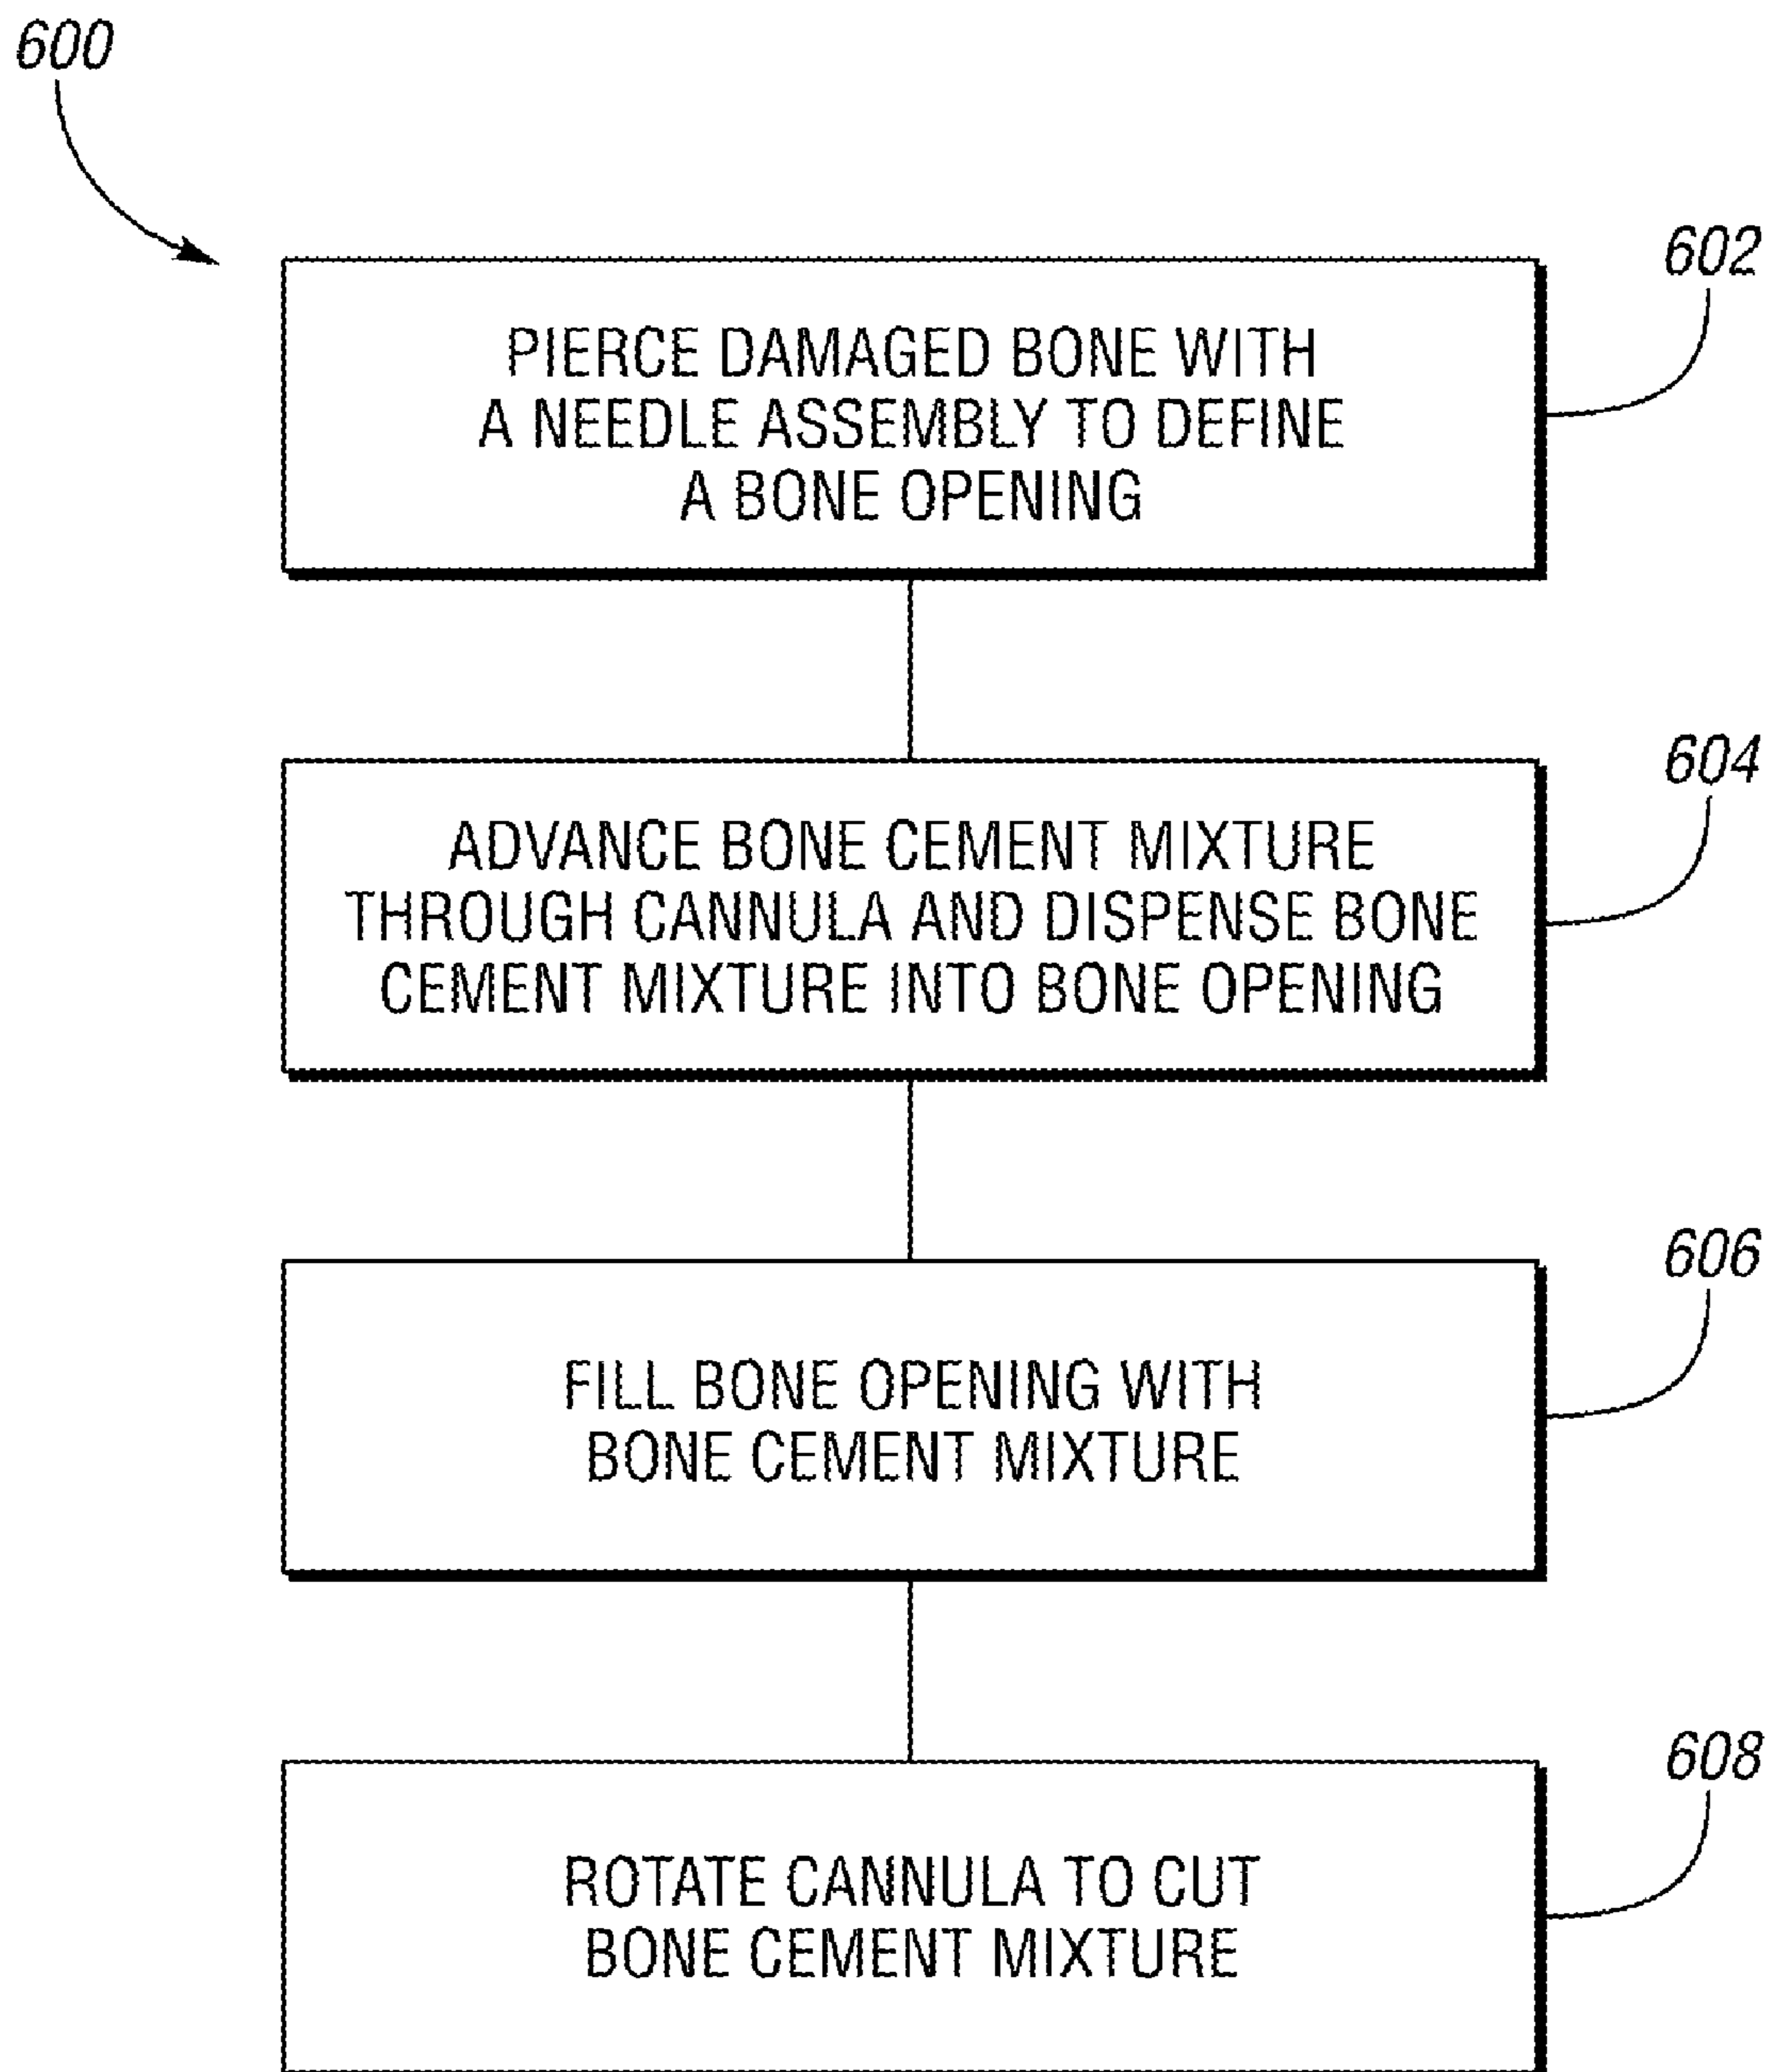 600
602
PIERCE DAMAGED BONE WITH
A NEEDLE ASSEMBLY TO DEFINE
A BONE OPENING
604
ADVANCE BONE CEMENT MIXTURE
THROUGH CANNULA AND DISPENSE BONE
CEMENT MIXTURE INTO BONE OPENING
606
FILL BONE OPENING WITH
BONE CEMENT MIXTURE
608
ROTATE CANNULA TO CUT
BONE CEMENT MIXTURE